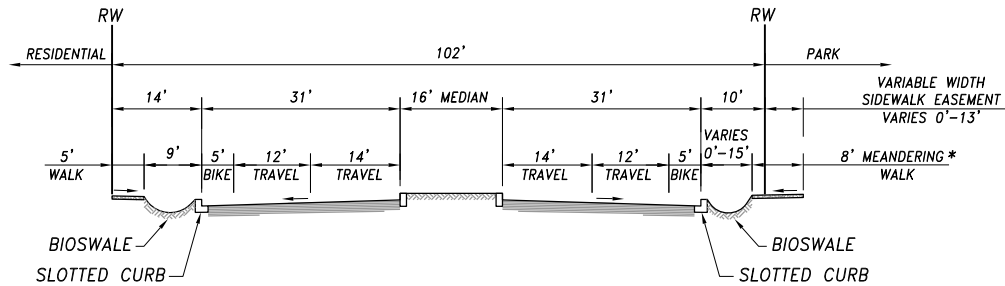 RW
RW
RESIDENTIAL
102'
PARK
14'
31'
16' MEDIAN
31'
10'
VARIABLE WIDTH
SIDEWALK EASEMENT
VARIES 0'-13'
5'
WALK
9'
5'
BIKE
12'
TRAVEL
14'
TRAVEL
14'
TRAVEL
12'
TRAVEL
5'
BIKE
VARIES
0'-15'
8' MEANDERING *
WALK
BIOSWALE
BIOSWALE
SLOTTED CURB
SLOTTED CURB